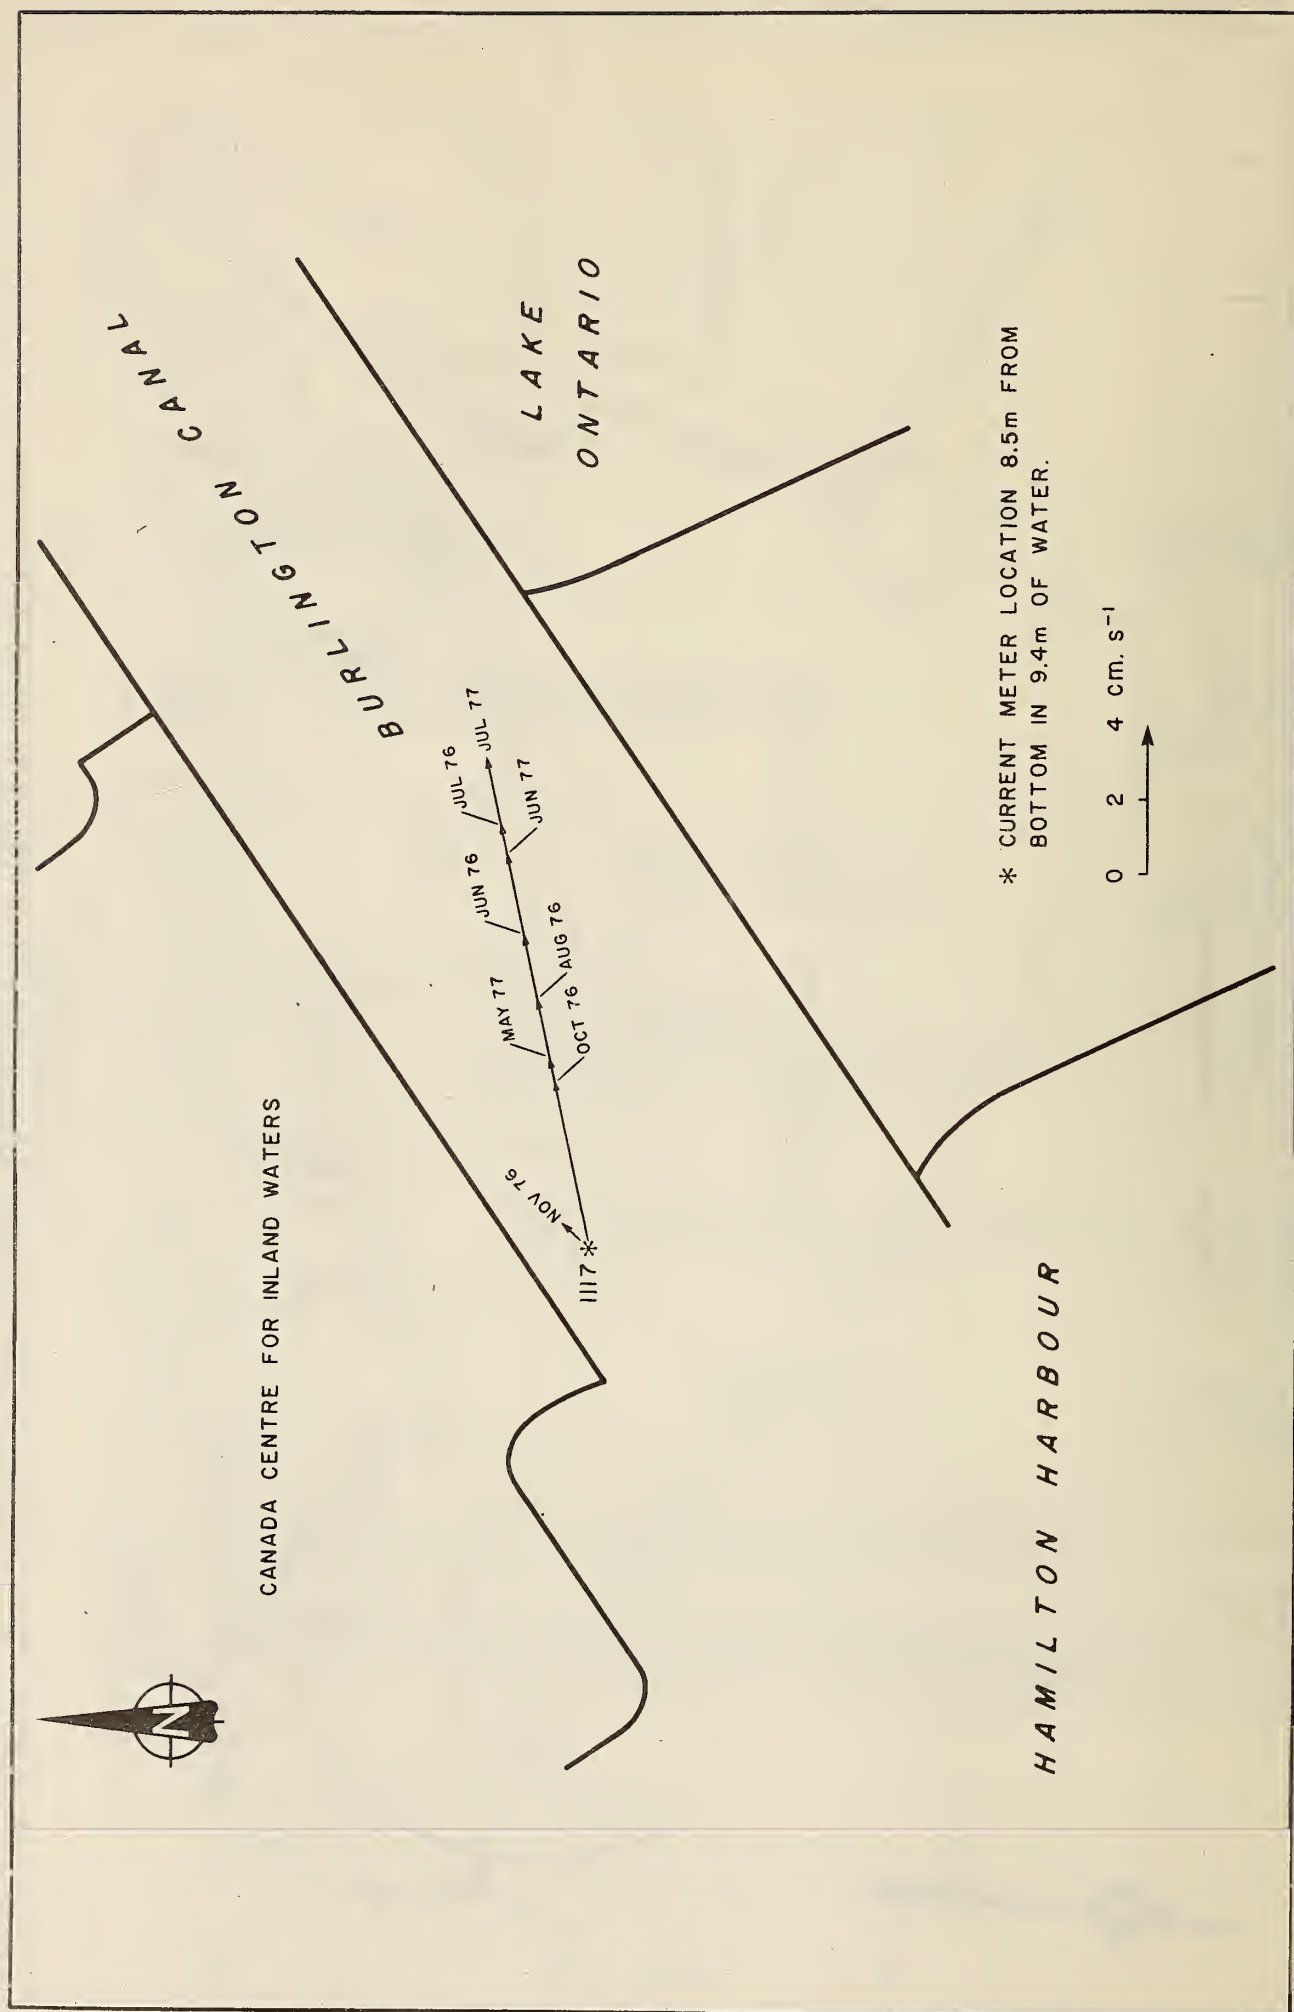 N
CANADA CENTRE FOR INLAND WATERS
BURLINGTON CANAL
LAKE
ONTARIO
1117 *
NOV 76
MAY 77
OCT 76
JUN 76
AUG 76
JUL 76
JUN 77
JUL 77
HAMILTON HARBOUR
* CURRENT METER LOCATION 8.5m FROM
BOTTOM IN 9.4m OF WATER.
0 2 4 cm. s⁻¹